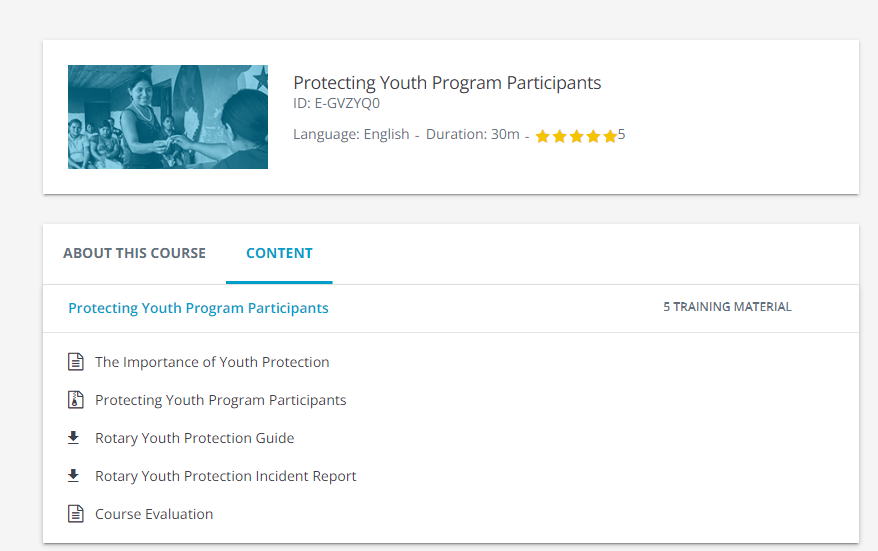 Protecting Youth Program Participants
ID: E-GVZYQ0
Language: English - Duration: 30m - 5
ABOUT THIS COURSE CONTENT
Protecting Youth Program Participants 5 TRAINING MATERIAL
The Importance of Youth Protection
Protecting Youth Program Participants
Rotary Youth Protection Guide
Rotary Youth Protection Incident Report
Course Evaluation